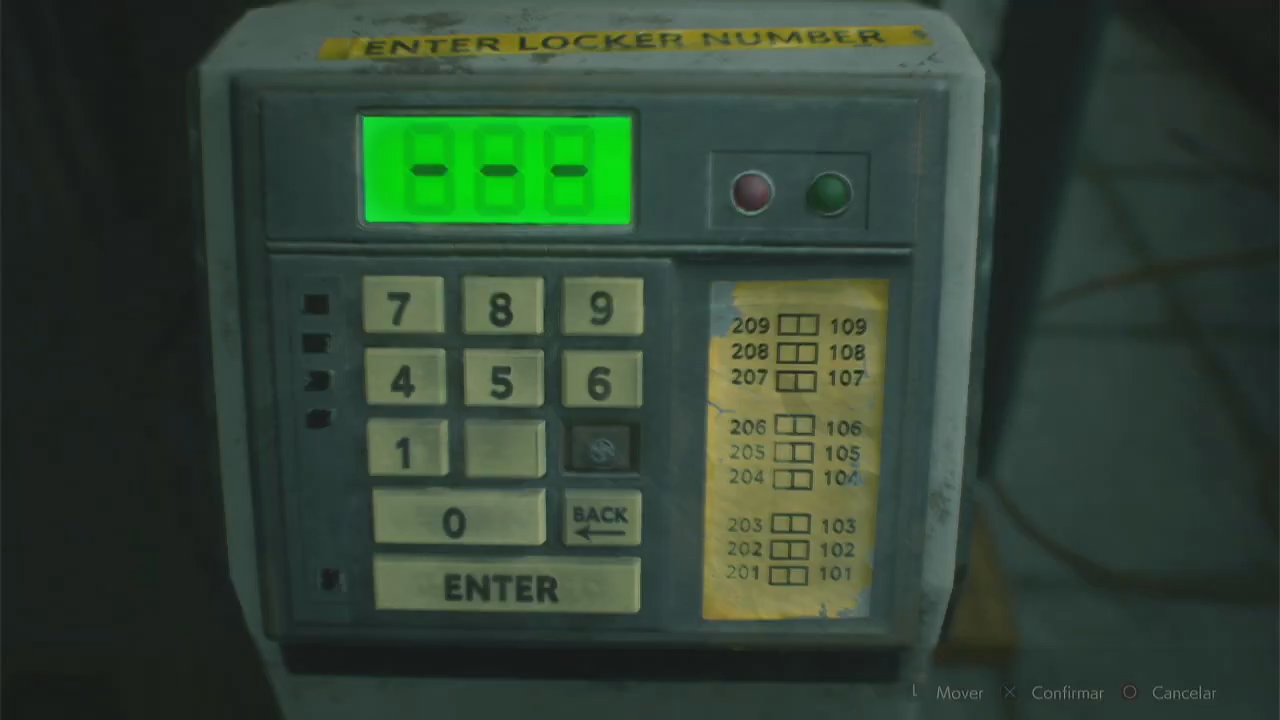 ENTER LOCKER NUMBER
- - -
7 8 9
4 5 6
1
0 BACK
ENTER
209 109
208 108
207 107
206 106
205 105
204 104
203 103
202 102
201 101
L Mover X Confirmar O Cancelar